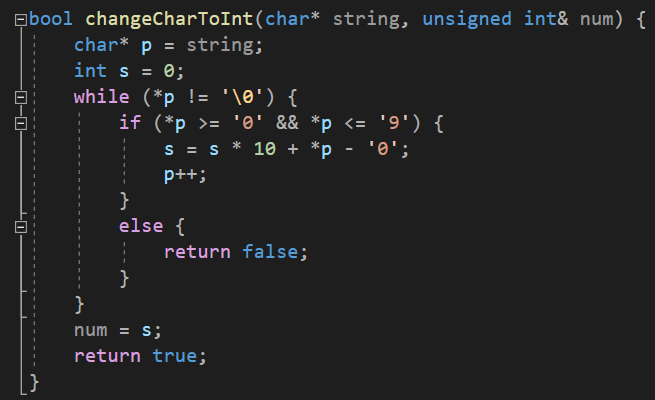 bool changeCharToInt(char* string, unsigned int& num) {
    char* p = string;
    int s = 0;
    while (*p != '\0') {
        if (*p >= '0' && *p <= '9') {
            s = s * 10 + *p - '0';
            p++;
        }
        else {
            return false;
        }
    }
    num = s;
    return true;
}